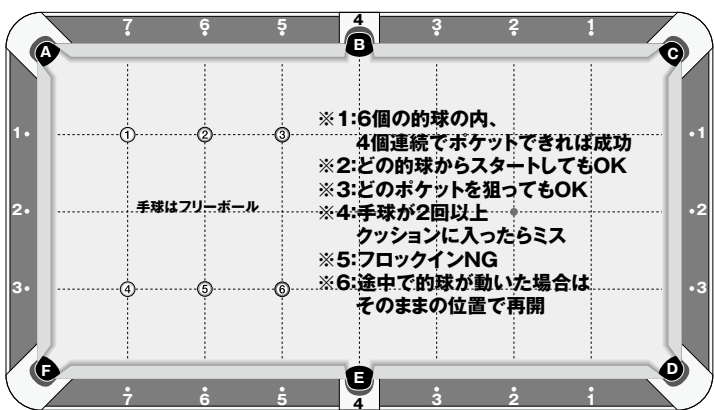 7 6 5 4 3 2 1
A B C
1 1
① ② ③
※1:6個の的球の内、
4個連続でポケットできれば成功
※2:どの的球からスタートしてもOK
※3:どのポケットを狙ってもOK
2 2
手球はフリーボール
※4:手球が2回以上
クッションに入ったらミス
※5:フロックインNG
3 3
④ ⑤ ⑥
※6:途中で的球が動いた場合は
そのままの位置で再開
F E D
7 6 5 4 3 2 1